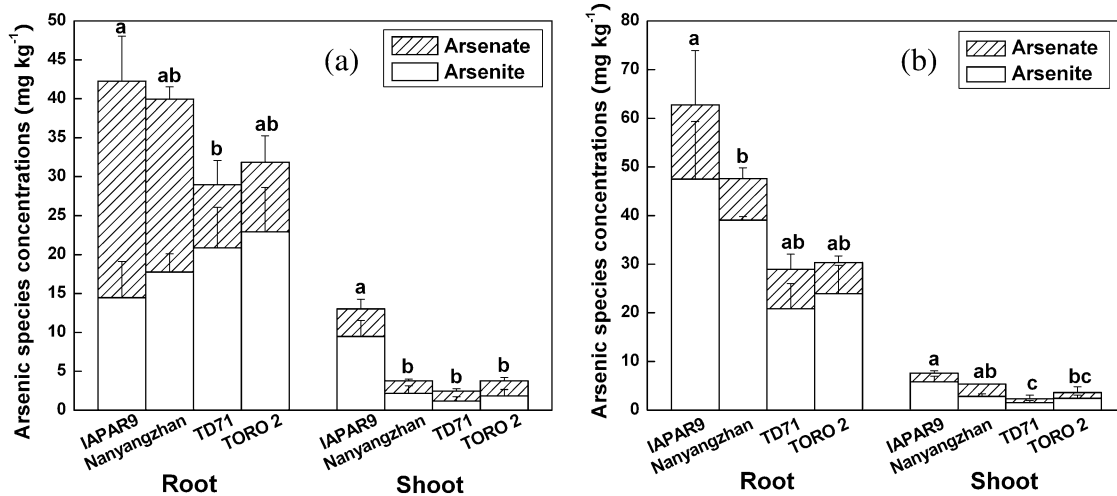 Arsenic species concentrations (mg kg⁻¹)
50
45
40
35
30
25
20
15
10
5
0
(a)
Arsenate
Arsenite
a
ab
b
ab
a
b
b
b
IAPAR9
Nanyangzhan
TD71
TORO 2
IAPAR9
Nanyangzhan
TD71
TORO 2
Root
Shoot
Arsenic species concentrations (mg kg⁻¹)
80
70
60
50
40
30
20
10
0
(b)
Arsenate
Arsenite
a
b
ab
ab
a
ab
c
bc
IAPAR9
Nanyangzhan
TD71
TORO 2
IAPAR9
Nanyangzhan
TD71
TORO 2
Root
Shoot